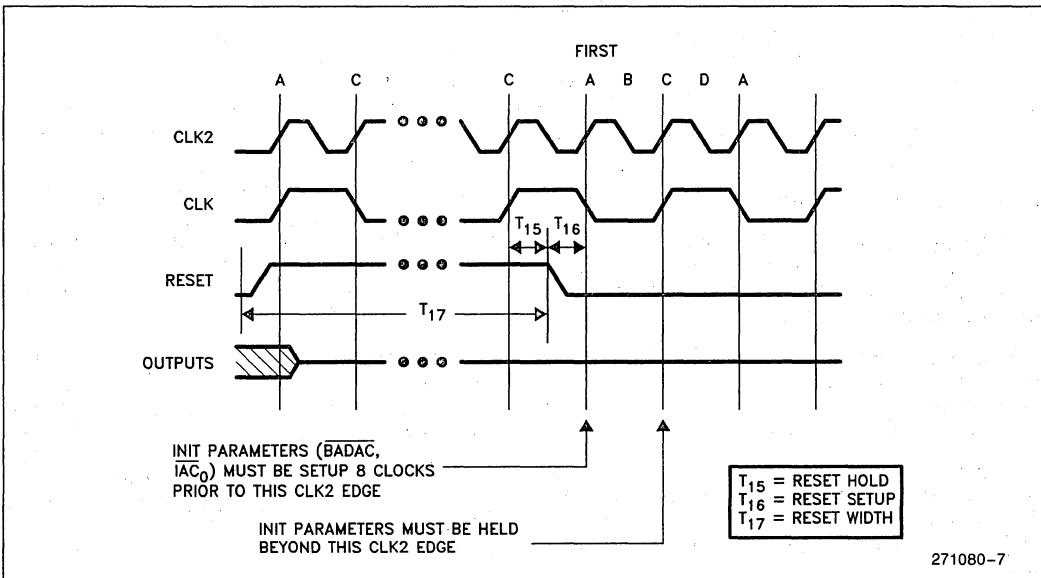 FIRST
A C C A B C D A
CLK2
CLK
T15 T16
RESET
T17
OUTPUTS
INIT PARAMETERS (BADAC,
IAC0) MUST BE SETUP 8 CLOCKS
PRIOR TO THIS CLK2 EDGE
INIT PARAMETERS MUST BE HELD
BEYOND THIS CLK2 EDGE
T15 = RESET HOLD
T16 = RESET SETUP
T17 = RESET WIDTH
271080-7